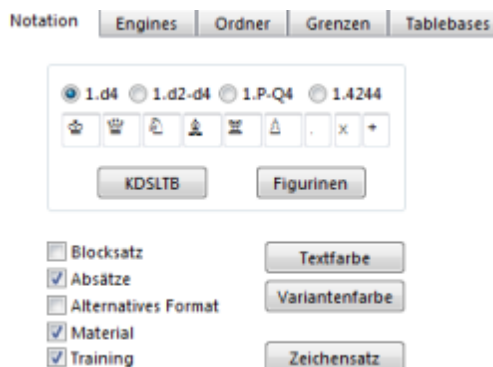 Notation Engines Ordner Grenzen Tablebases
1.d4 1.d2-d4 1.P-Q4 1.4244
♔ ♕ ♘ ♗ ♖ ♙ . x +
KDSLTB Figurinen
Blocksatz
Absätze
Alternatives Format
Material
Training
Textfarbe
Variantenfarbe
Zeichensatz